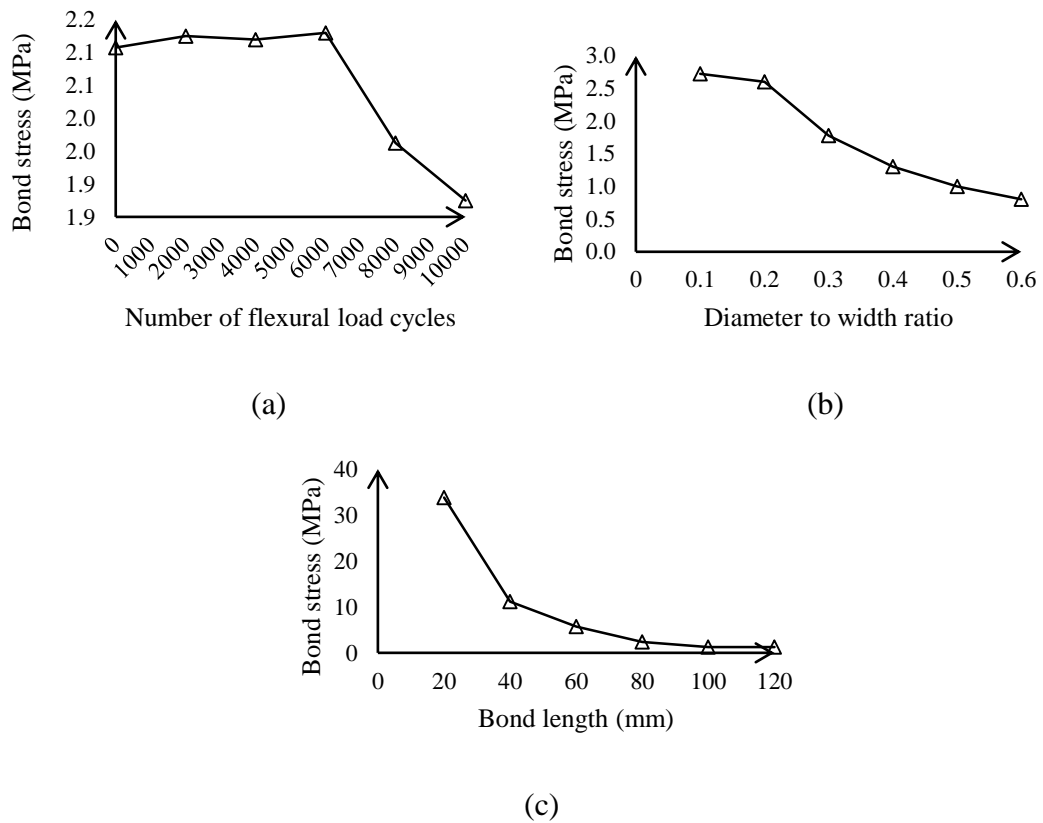 2.2
2.1
2.1
2.0
2.0
1.9
1.9
Bond stress (MPa)
0 1000 2000 3000 4000 5000 6000 7000 8000 9000 10000
Number of flexural load cycles
(a)
3.0
2.5
2.0
1.5
1.0
0.5
0.0
Bond stress (MPa)
0 0.1 0.2 0.3 0.4 0.5 0.6
Diameter to width ratio
(b)
40
30
20
10
0
Bond stress (MPa)
0 20 40 60 80 100 120
Bond length (mm)
(c)